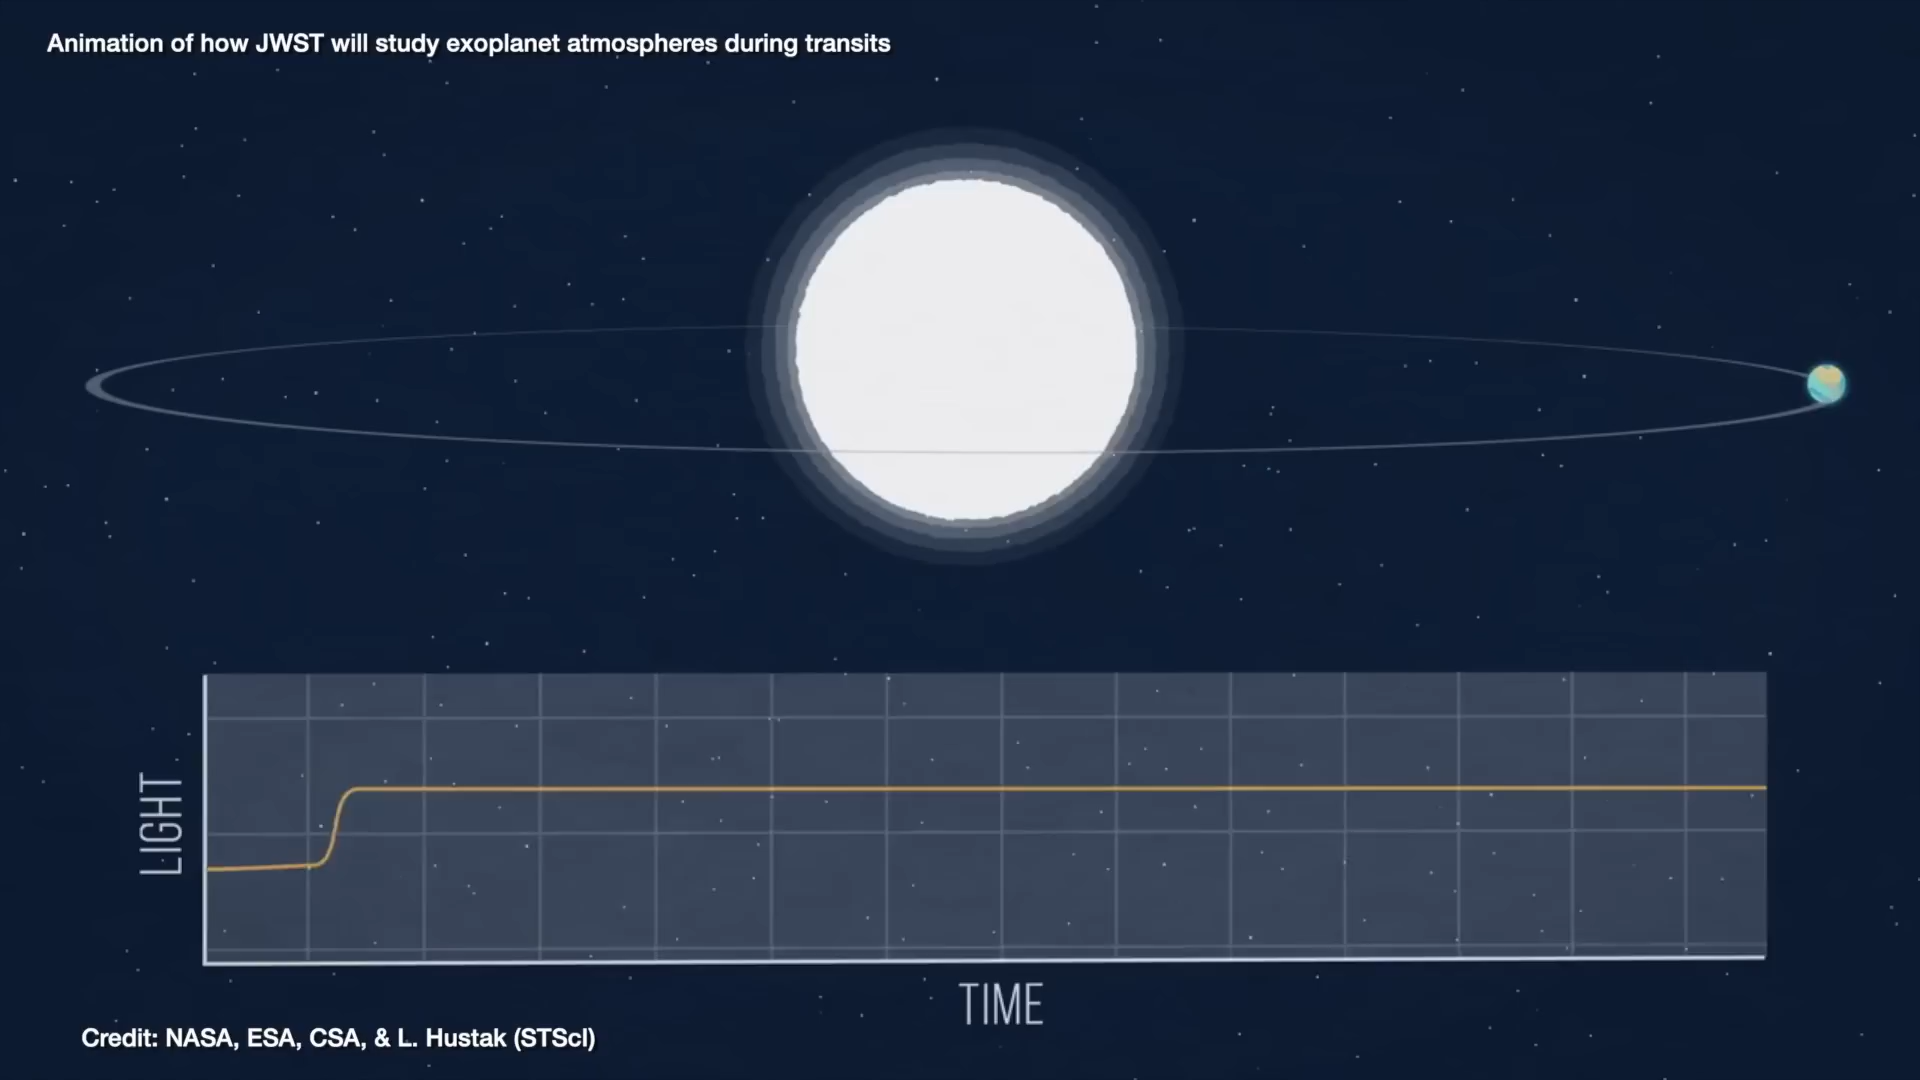 Animation of how JWST will study exoplanet atmospheres during transits
LIGHT
TIME
Credit: NASA, ESA, CSA, & L. Hustak (STScI)